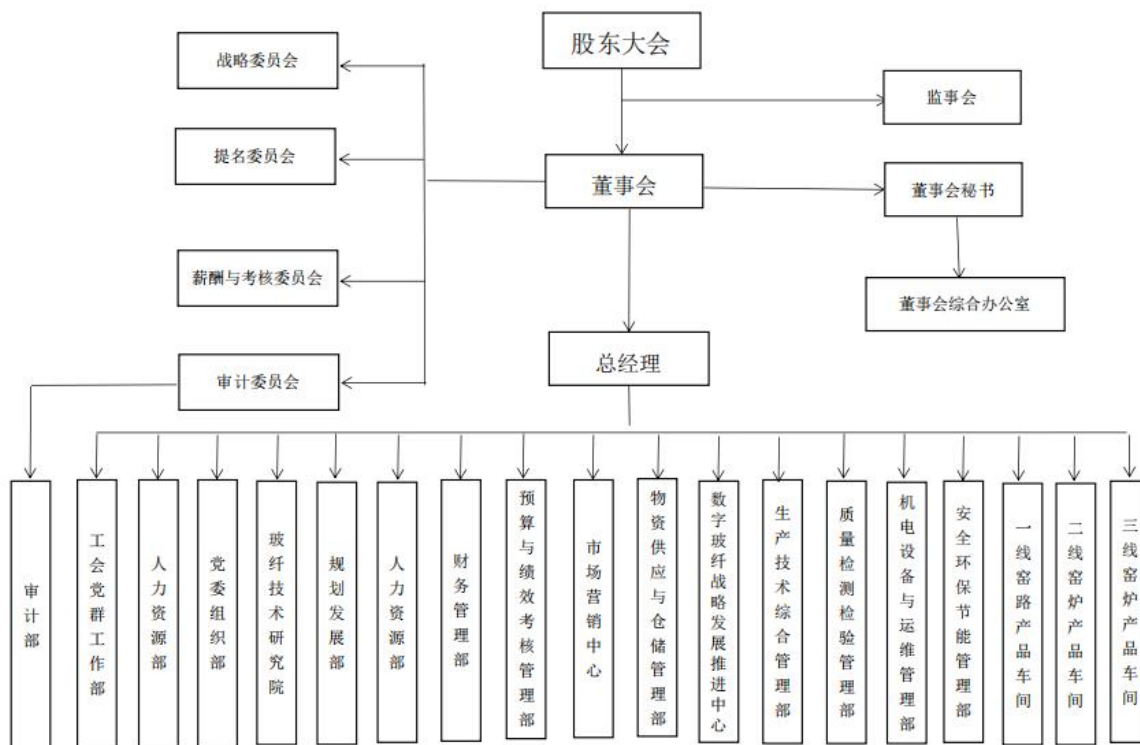 股东大会
战略委员会
监事会
提名委员会
董事会
董事会秘书
薪酬与考核委员会
董事会综合办公室
总经理
审计委员会
审计部
工会党群工作部
人力资源部
党委组织部
玻纤技术研究院
规划发展部
人力资源部
财务管理部
预算与绩效考核管理部
市场营销中心
物资供应与仓储管理部
数字玻纤战略发展推进中心
生产技术综合管理部
质量检测检验管理部
机电设备与运维管理部
安全环保节能管理部
一线窑路产品车间
二线窑炉产品车间
三线窑炉产品车间